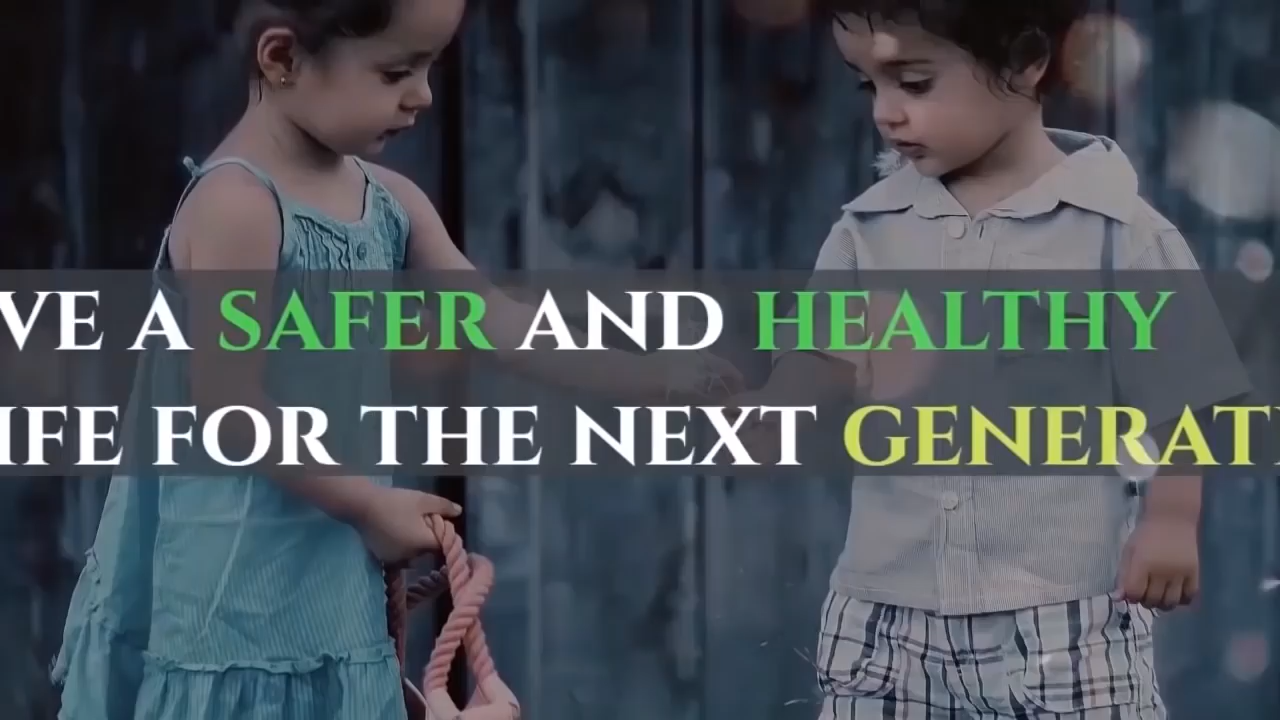 VE A SAFER AND HEALTHY
IFE FOR THE NEXT GENERAT